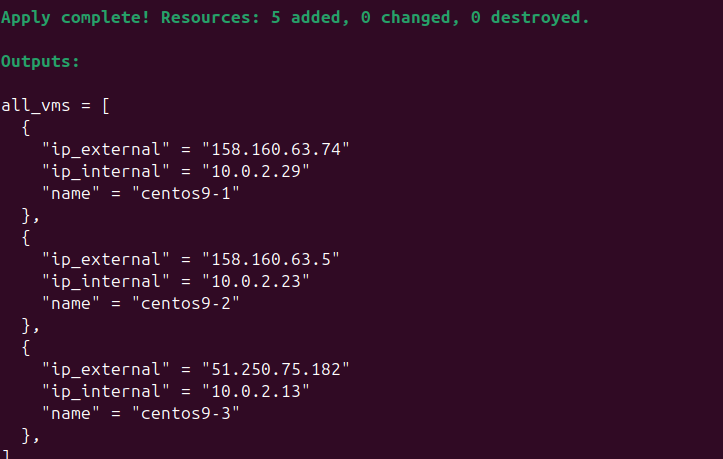 Apply complete! Resources: 5 added, 0 changed, 0 destroyed.
Outputs:
all_vms = [
  {
    "ip_external" = "158.160.63.74"
    "ip_internal" = "10.0.2.29"
    "name" = "centos9-1"
  },
  {
    "ip_external" = "158.160.63.5"
    "ip_internal" = "10.0.2.23"
    "name" = "centos9-2"
  },
  {
    "ip_external" = "51.250.75.182"
    "ip_internal" = "10.0.2.13"
    "name" = "centos9-3"
  },
]